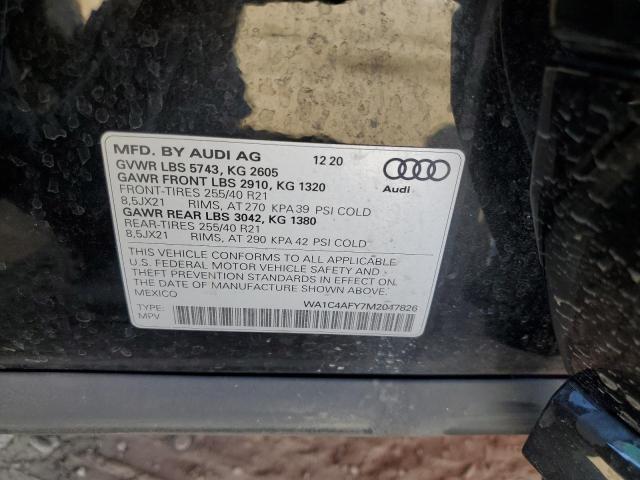 MFD. BY AUDI AG 12 20
GVWR LBS 5743, KG 2605
GAWR FRONT LBS 2910, KG 1320
FRONT-TIRES 255/40 R21
8,5JX21 RIMS, AT 270 KPA 39 PSI COLD
GAWR REAR LBS 3042, KG 1380
REAR-TIRES 255/40 R21
8,5JX21 RIMS, AT 290 KPA 42 PSI COLD
Audi
THIS VEHICLE CONFORMS TO ALL APPLICABLE
U.S. FEDERAL MOTOR VEHICLE SAFETY AND
THEFT PREVENTION STANDARDS IN EFFECT ON
THE DATE OF MANUFACTURE SHOWN ABOVE.
MEXICO
WA1C4AFY7M2047826
TYPE:
MPV